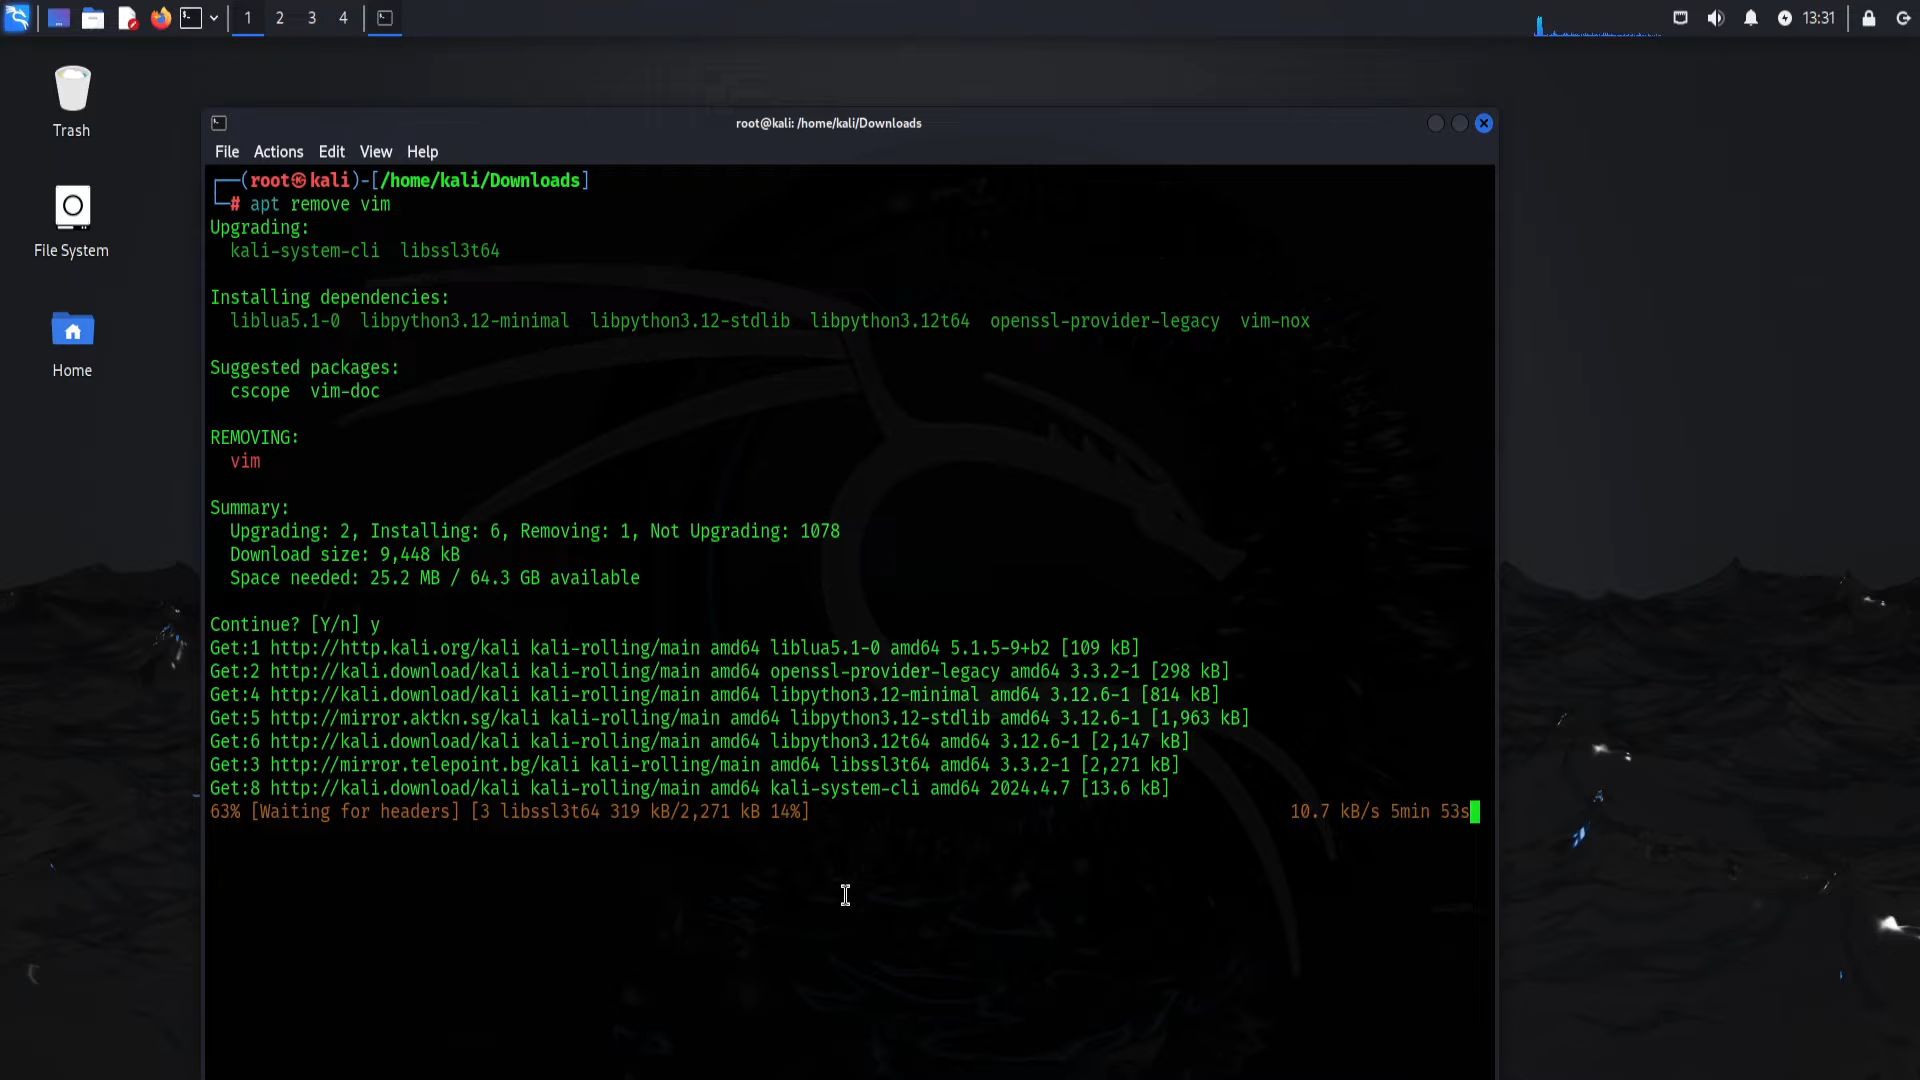 1 2 3 4
13:31
Trash
File System
Home
root@kali: /home/kali/Downloads
File Actions Edit View Help
┌──(root㉿kali)-[/home/kali/Downloads]
└─# apt remove vim
Upgrading:
kali-system-cli libssl3t64
Installing dependencies:
liblua5.1-0 libpython3.12-minimal libpython3.12-stdlib libpython3.12t64 openssl-provider-legacy vim-nox
Suggested packages:
cscope vim-doc
REMOVING:
vim
Summary:
Upgrading: 2, Installing: 6, Removing: 1, Not Upgrading: 1078
Download size: 9,448 kB
Space needed: 25.2 MB / 64.3 GB available
Continue? [Y/n] y
Get:1 http://http.kali.org/kali kali-rolling/main amd64 liblua5.1-0 amd64 5.1.5-9+b2 [109 kB]
Get:2 http://kali.download/kali kali-rolling/main amd64 openssl-provider-legacy amd64 3.3.2-1 [298 kB]
Get:4 http://kali.download/kali kali-rolling/main amd64 libpython3.12-minimal amd64 3.12.6-1 [814 kB]
Get:5 http://mirror.aktkn.sg/kali kali-rolling/main amd64 libpython3.12-stdlib amd64 3.12.6-1 [1,963 kB]
Get:6 http://kali.download/kali kali-rolling/main amd64 libpython3.12t64 amd64 3.12.6-1 [2,147 kB]
Get:3 http://mirror.telepoint.bg/kali kali-rolling/main amd64 libssl3t64 amd64 3.3.2-1 [2,271 kB]
Get:8 http://kali.download/kali kali-rolling/main amd64 kali-system-cli amd64 2024.4.7 [13.6 kB]
63% [Waiting for headers] [3 libssl3t64 319 kB/2,271 kB 14%] 10.7 kB/s 5min 53s